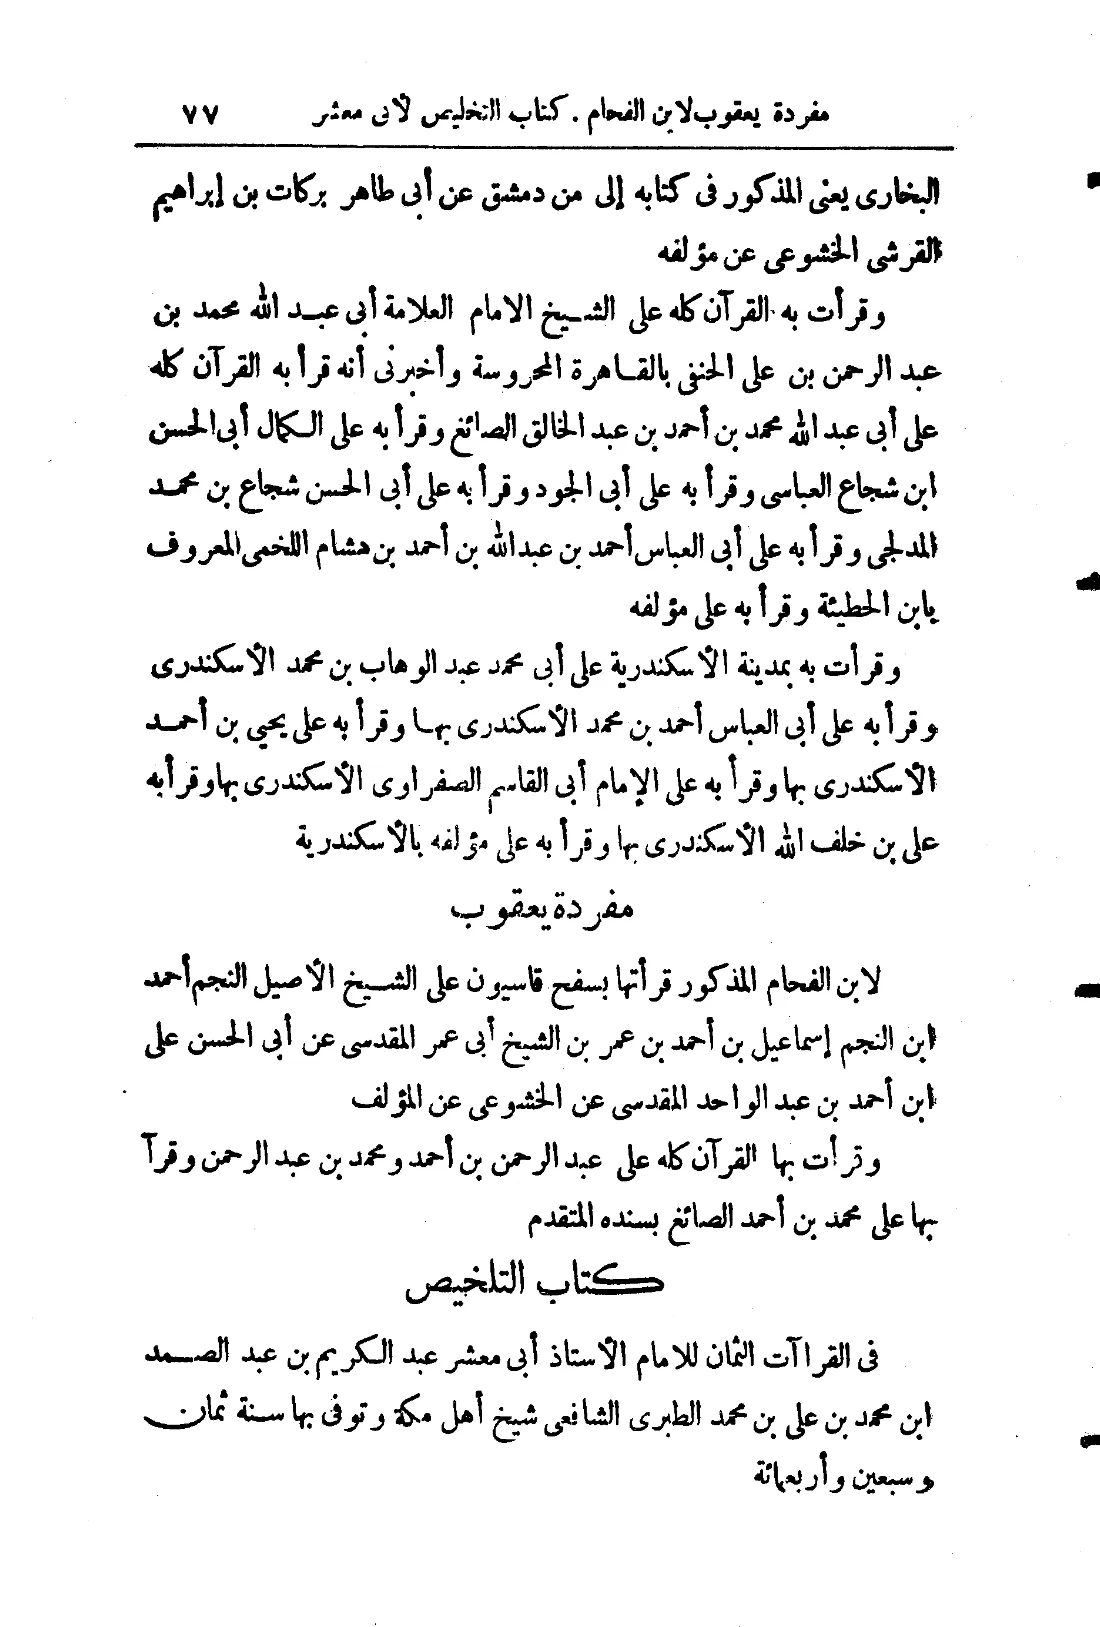 مفردة يعقوب لابن الفحام . كتاب التخليص لأبى معشر ٧٧
البخارى يعنى المذكور فى كتابه إلى من دمشق عن أبى طاهر بركات بن إبراهيم
القرشى الخشوعى عن مؤلفه
وقرأت به القرآن كله على الشيخ الامام العلامة أبى عبد الله محمد بن
عبد الرحمن بن على الحنفى بالقاهرة المحروسة وأخبرنى أنه قرأ به القرآن كله
على أبى عبد الله محمد بن أحمد بن عبد الخالق الصائغ وقرأ به على الكمال أبى الحسن
ابن شجاع العباسى وقرأ به على أبى الجود وقرأ به على أبى الحسن شجاع بن محمد
المدلجى وقرأ به على أبى العباس أحمد بن عبدالله بن أحمد بن هشام اللخمى المعروف
بابن الحطيئة وقرأ به على مؤلفه
وقرأت به بمدينة الأسكندرية على أبى محمد عبد الوهاب بن محمد الأسكندرى
وقرأ به على أبى العباس أحمد بن محمد الأسكندرى بها وقرأ به على يحيى بن أحمد
الأسكندرى بها وقرأ به على الإمام أبى القاسم الصفراوى الأسكندرى بها وقرأ به
على بن خلف الله الأسكندرى بها وقرأ به على مؤلفه بالأسكندرية
مفردة يعقوب
لابن الفحام المذكور قرأتها بسفح قاسيون على الشيخ الأصيل النجم أحمد
ابن النجم إسماعيل بن أحمد بن عمر بن الشيخ أبى عمر المقدسى عن أبى الحسن على
ابن أحمد بن عبد الواحد المقدسى عن الخشوعى عن المؤلف
وقرأت بها القرآن كله على عبد الرحمن بن أحمد ومحمد بن عبد الرحمن وقرآ
بها على محمد بن أحمد الصائغ بسنده المتقدم
كتاب التلخيص
فى القراآت الثمان للامام الأستاذ أبى معشر عبد الكريم بن عبد الصمد
ابن محمد بن على بن محمد الطبرى الشافعى شيخ أهل مكة وتوفى بها سنة ثمان
وسبعين وأربعمائة